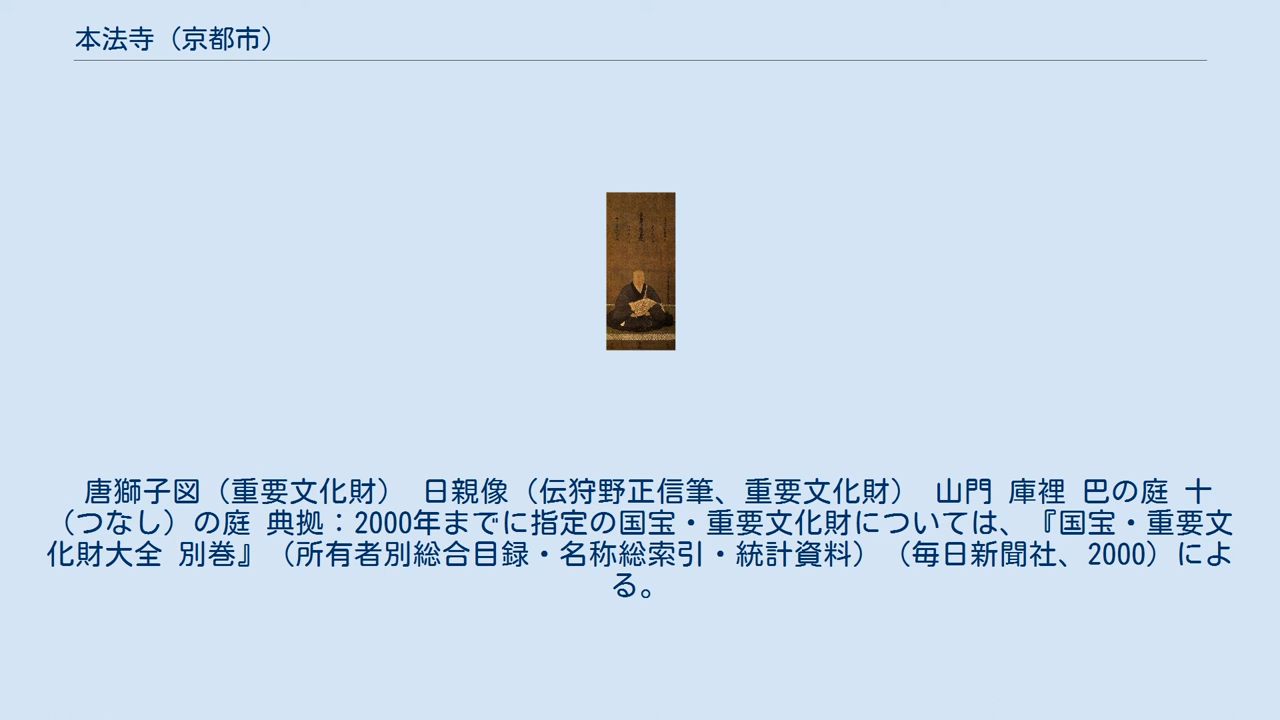 本法寺（京都市）
唐獅子図（重要文化財） 日親像（伝狩野正信筆、重要文化財） 山門 庫裡 巴の庭 十
（つなし）の庭 典拠：2000年までに指定の国宝・重要文化財については、『国宝・重要文
化財大全 別巻』（所有者別総合目録・名称総索引・統計資料）（毎日新聞社、2000）によ
る。